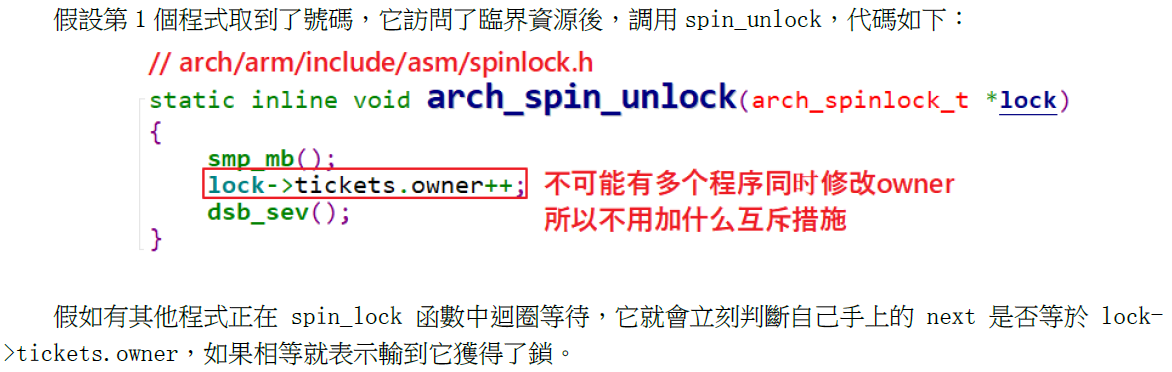 假設第 1 個程式取到了號碼，它訪問了臨界資源後，調用 spin_unlock，代碼如下：
// arch/arm/include/asm/spinlock.h
static inline void arch_spin_unlock(arch_spinlock_t *lock)
{
smp_mb();
lock->tickets.owner++; 不可能有多个程序同时修改owner
dsb_sev(); 所以不用加什么互斥措施
}
假如有其他程式正在 spin_lock 函數中迴圈等待，它就會立刻判斷自己手上的 next 是否等於 lock-
>tickets.owner，如果相等就表示輸到它獲得了鎖。